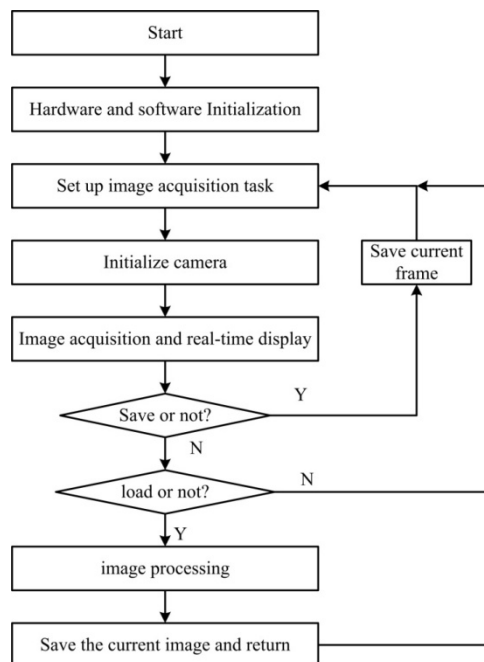 Start
Hardware and software Initialization
Set up image acquisition task
Initialize camera
Save current
frame
Image acquisition and real-time display
Save or not?
Y
N
load or not?
N
Y
image processing
Save the current image and return